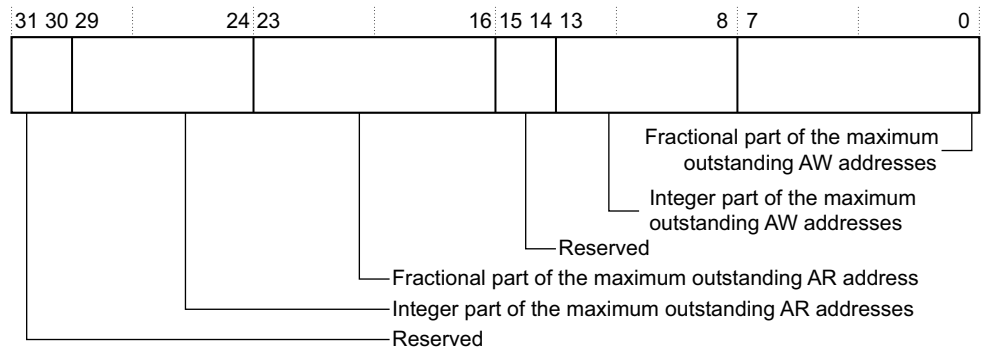 31 30 29 24 23 16 15 14 13 8 7 0
Fractional part of the maximum
outstanding AW addresses
Integer part of the maximum
outstanding AW addresses
Reserved
Fractional part of the maximum outstanding AR address
Integer part of the maximum outstanding AR addresses
Reserved